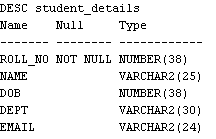 DESC student_details
Name    Null     Type
------- -------- ------------
ROLL_NO NOT NULL NUMBER(38)
NAME             VARCHAR2(25)
DOB              NUMBER(38)
DEPT             VARCHAR2(30)
EMAIL            VARCHAR2(24)